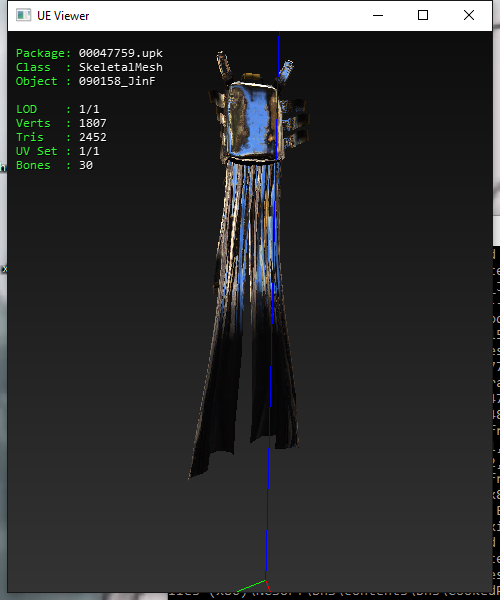 UE Viewer
Package: 00047759.upk
Class : SkeletalMesh
Object : 090158_JinF
LOD : 1/1
Verts : 1807
Tris : 2452
UV Set : 1/1
Bones : 30